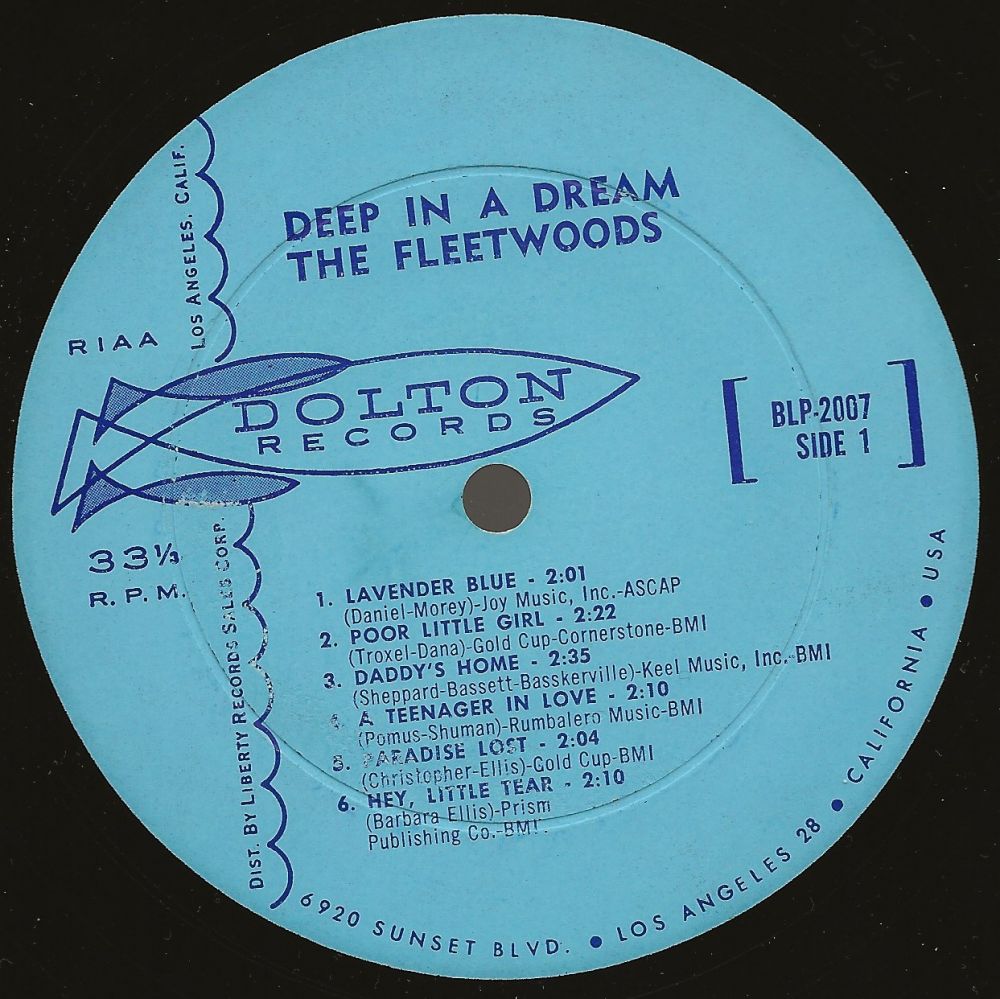 DEEP IN A DREAM
THE FLEETWOODS
LOS ANGELES, CALIF.
RIAA
DOLTON
RECORDS
BLP-2007
SIDE 1
33⅓
R.P.M.
DIST. BY LIBERTY RECORDS SALES CORP.
1. LAVENDER BLUE - 2:01
(Daniel-Morey)-Joy Music, Inc.-ASCAP
2. POOR LITTLE GIRL - 2:22
(Troxel-Dana)-Gold Cup-Cornerstone-BMI
3. DADDY'S HOME - 2:35
(Sheppard-Bassett-Basskerville)-Keel Music, Inc.-BMI
4. A TEENAGER IN LOVE - 2:10
(Pomus-Shuman)-Rumbalero Music-BMI
5. PARADISE LOST - 2:04
(Christopher-Ellis)-Gold Cup-BMI
6. HEY, LITTLE TEAR - 2:10
(Barbara Ellis)-Prism
Publishing Co.-BMI
6920 SUNSET BLVD. • LOS ANGELES 28 • CALIFORNIA • USA